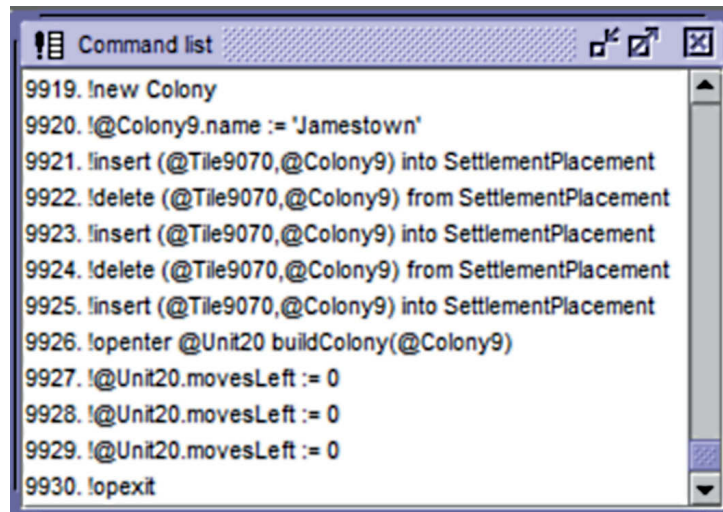 Command list
9919. !new Colony
9920. !@Colony9.name := 'Jamestown'
9921. !insert (@Tile9070,@Colony9) into SettlementPlacement
9922. !delete (@Tile9070,@Colony9) from SettlementPlacement
9923. !insert (@Tile9070,@Colony9) into SettlementPlacement
9924. !delete (@Tile9070,@Colony9) from SettlementPlacement
9925. !insert (@Tile9070,@Colony9) into SettlementPlacement
9926. !openter @Unit20 buildColony(@Colony9)
9927. !@Unit20.movesLeft := 0
9928. !@Unit20.movesLeft := 0
9929. !@Unit20.movesLeft := 0
9930. !opexit